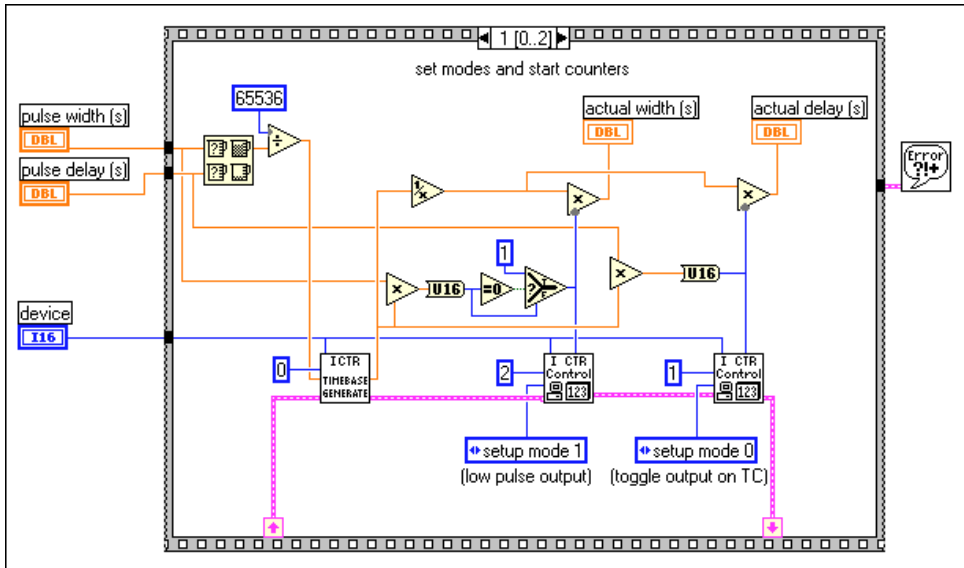 1 [0..2]
set modes and start counters
65536
pulse width (s)
DBL
pulse delay (s)
DBL
actual width (s)
DBL
actual delay (s)
DBL
Error
?!+
÷
1/x
x
x
1
x
U16
=0
?
T
F
x
U16
device
I16
0
ICTR
TIMEBASE
GENERATE
2
I CTR
Control
123
1
I CTR
Control
123
setup mode 1
(low pulse output)
setup mode 0
(toggle output on TC)